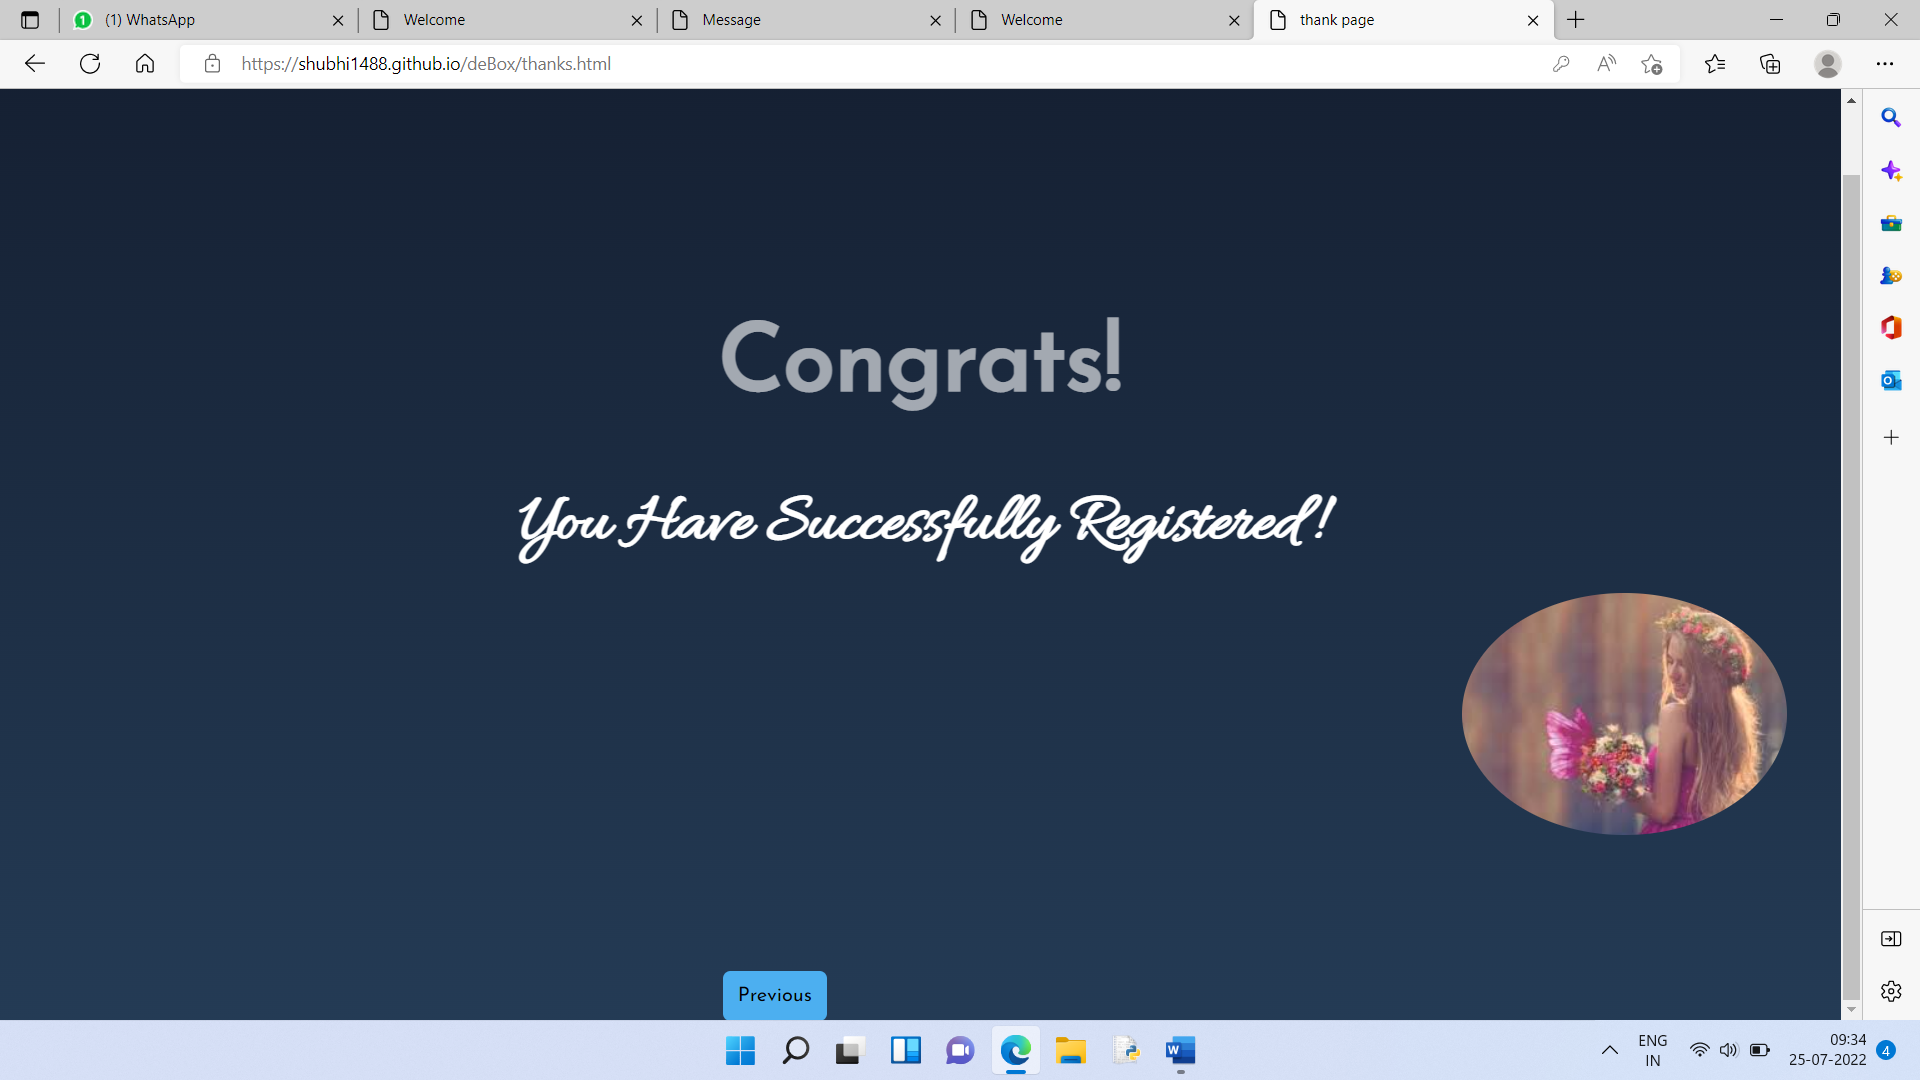 (1) WhatsApp
Welcome
Message
Welcome
thank page
https://shubhi1488.github.io/deBox/thanks.html
Congrats!
You Have Successfully Registered!
Previous
ENG
IN
09:34
25-07-2022
4